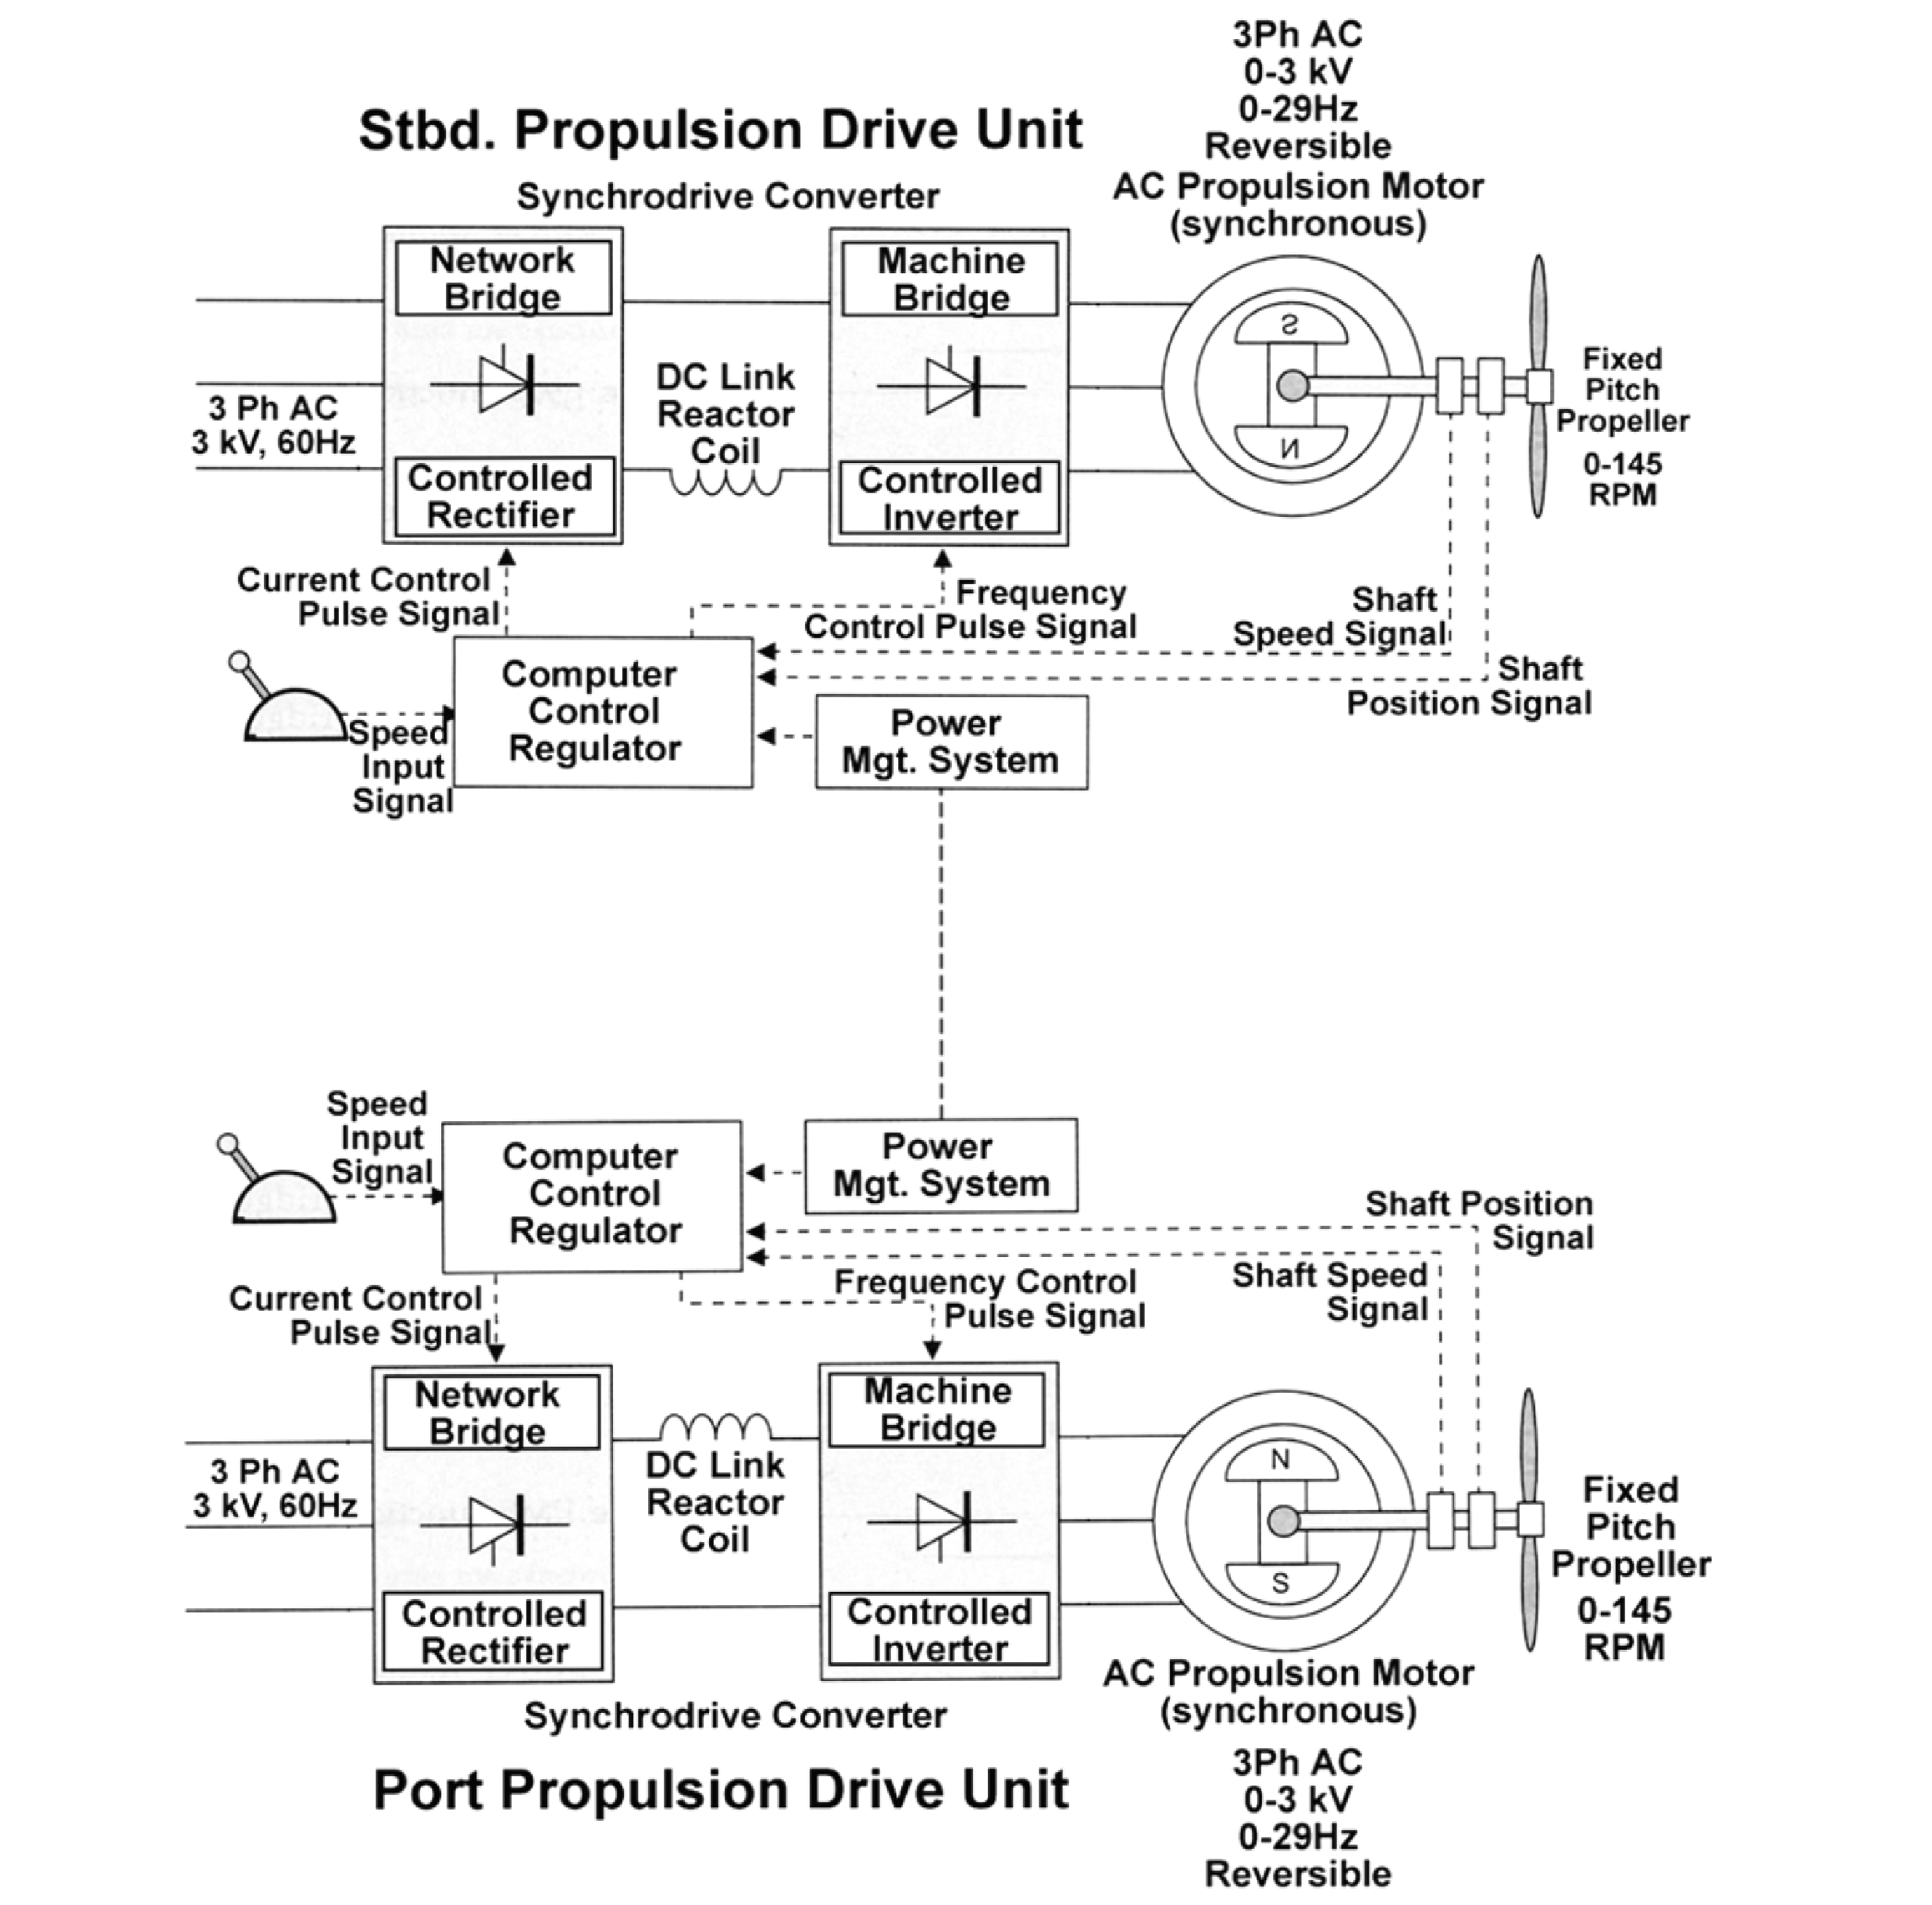 3Ph AC
0-3 kV
0-29Hz
Reversible
AC Propulsion Motor
(synchronous)
Stbd. Propulsion Drive Unit
Synchrodrive Converter
Network
Bridge
Controlled
Rectifier
Machine
Bridge
Controlled
Inverter
DC Link
Reactor
Coil
3 Ph AC
3 kV, 60Hz
S
N
Fixed
Pitch
Propeller
0-145
RPM
Current Control
Pulse Signal
Frequency
Control Pulse Signal
Shaft
Speed Signal
Shaft
Position Signal
Speed
Input
Signal
Computer
Control
Regulator
Power
Mgt. System
Speed
Input
Signal
Computer
Control
Regulator
Power
Mgt. System
Shaft Position
Signal
Shaft Speed
Signal
Current Control
Pulse Signal
Frequency Control
Pulse Signal
Network
Bridge
Controlled
Rectifier
Machine
Bridge
Controlled
Inverter
DC Link
Reactor
Coil
3 Ph AC
3 kV, 60Hz
N
S
Fixed
Pitch
Propeller
0-145
RPM
AC Propulsion Motor
(synchronous)
Synchrodrive Converter
Port Propulsion Drive Unit
3Ph AC
0-3 kV
0-29Hz
Reversible